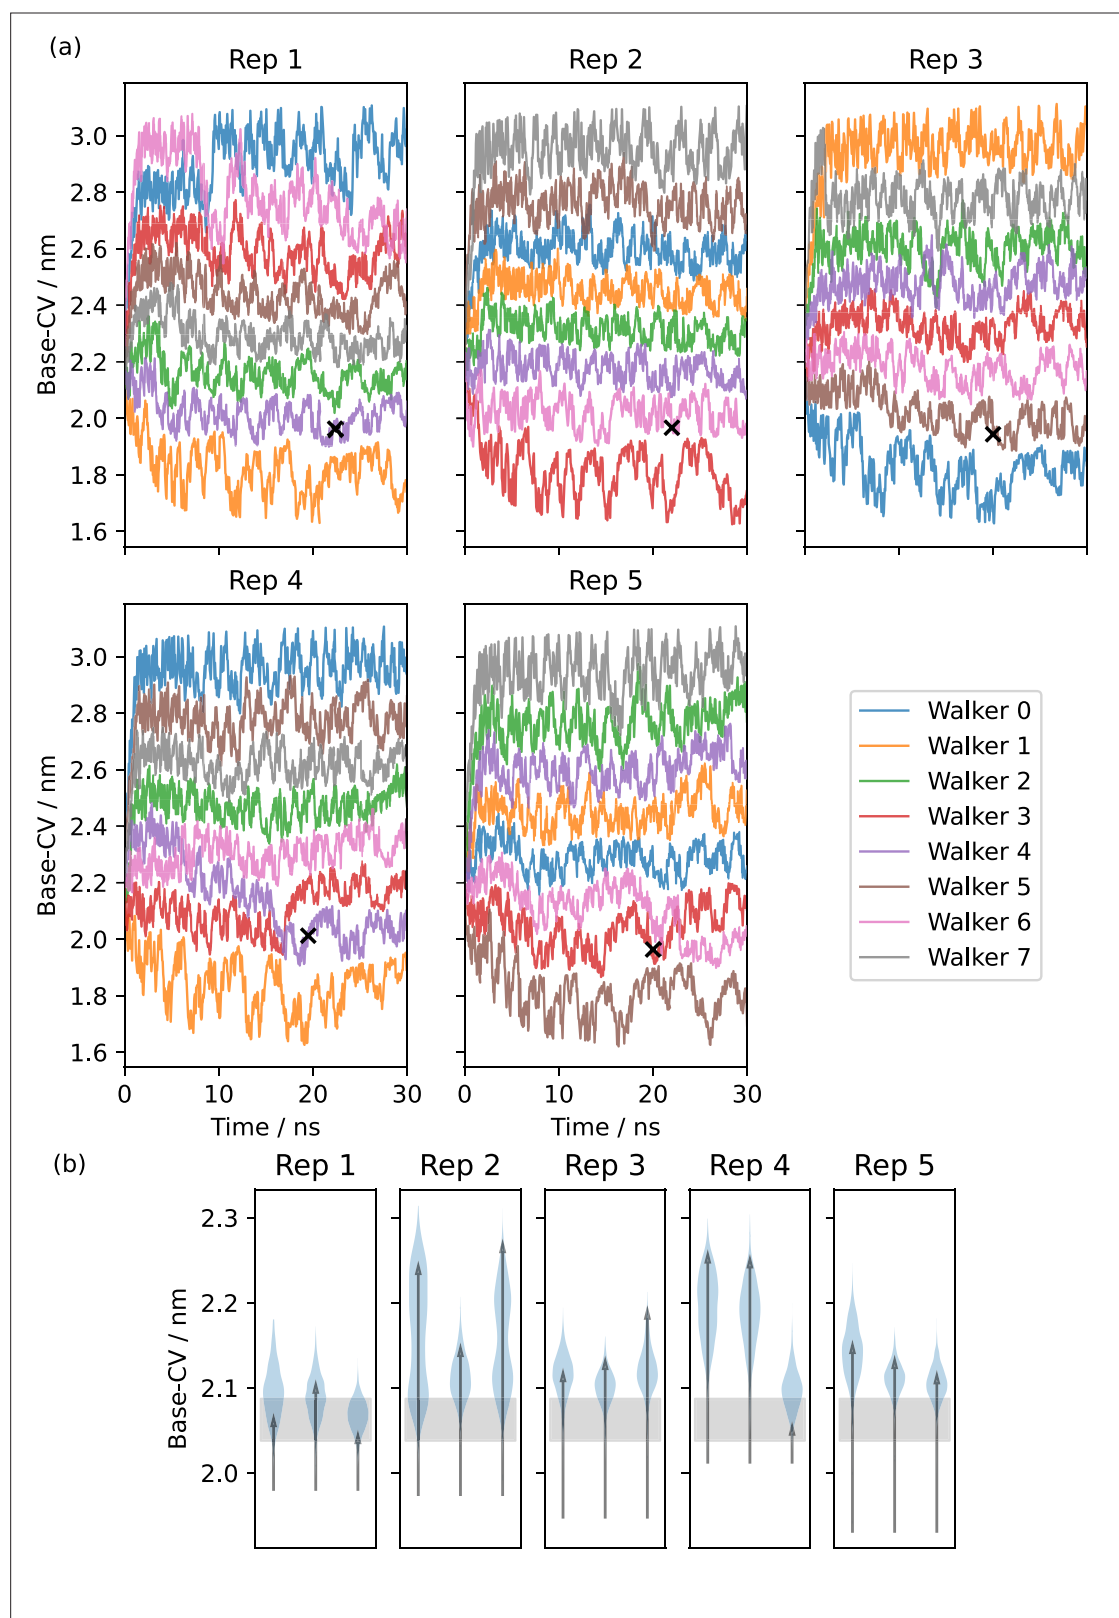 (a)
Rep 1 Rep 2 Rep 3
Base-CV / nm
3.0
2.8
2.6
2.4
2.2
2.0
1.8
1.6
Rep 4 Rep 5
Base-CV / nm
3.0
2.8
2.6
2.4
2.2
2.0
1.8
1.6
0 10 20 30 0 10 20 30
Time / ns Time / ns
Walker 0
Walker 1
Walker 2
Walker 3
Walker 4
Walker 5
Walker 6
Walker 7
(b)
Rep 1 Rep 2 Rep 3 Rep 4 Rep 5
Base-CV / nm
2.3
2.2
2.1
2.0